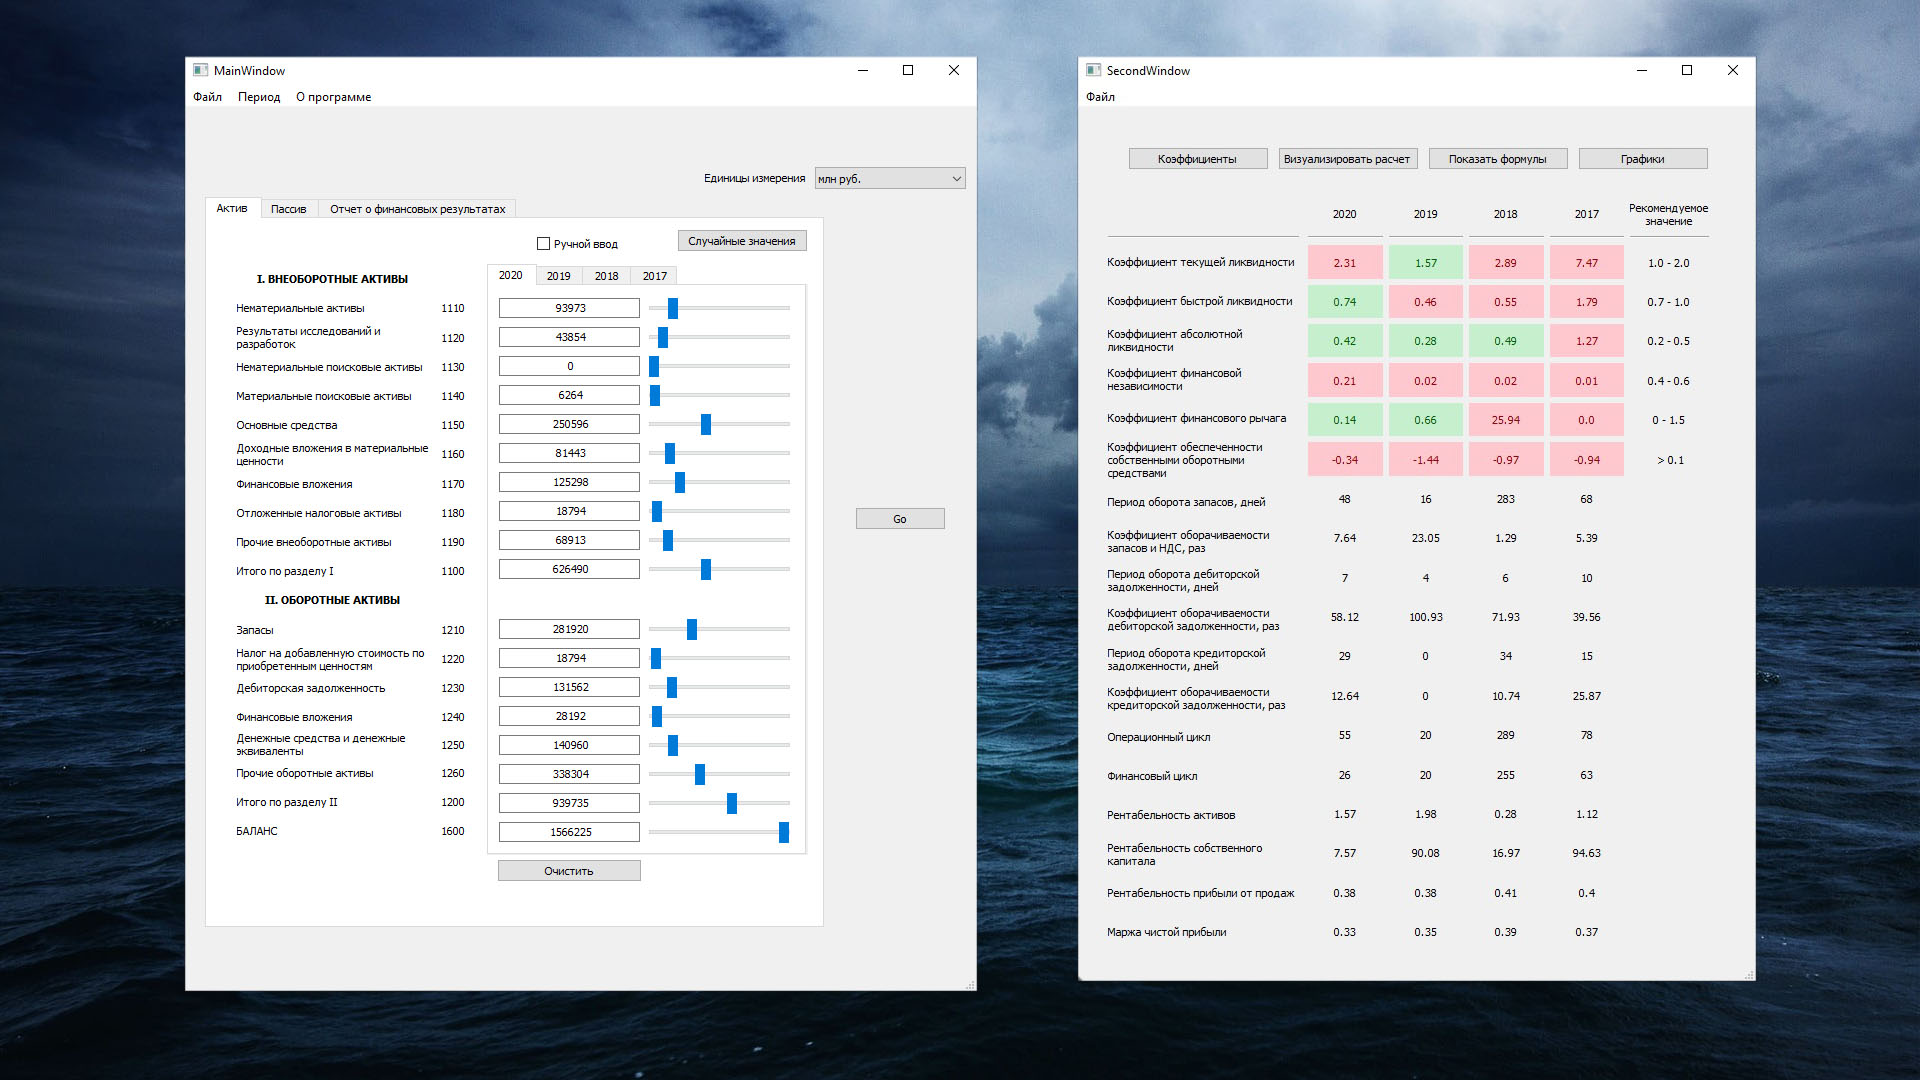 MainWindow
Файл Период О программе
Единицы измерения млн руб.
Актив Пассив Отчет о финансовых результатах
Ручной ввод Случайные значения
I. ВНЕОБОРОТНЫЕ АКТИВЫ 2020 2019 2018 2017
Нематериальные активы 1110 93973
Результаты исследований и
разработок 1120 43854
Нематериальные поисковые активы 1130 0
Материальные поисковые активы 1140 6264
Основные средства 1150 250596
Доходные вложения в материальные
ценности 1160 81443
Финансовые вложения 1170 125298
Отложенные налоговые активы 1180 18794
Прочие внеоборотные активы 1190 68913
Итого по разделу I 1100 626490
Go
II. ОБОРОТНЫЕ АКТИВЫ
Запасы 1210 281920
Налог на добавленную стоимость по
приобретенным ценностям 1220 18794
Дебиторская задолженность 1230 131562
Финансовые вложения 1240 28192
Денежные средства и денежные
эквиваленты 1250 140960
Прочие оборотные активы 1260 338304
Итого по разделу II 1200 939735
БАЛАНС 1600 1566225
Очистить
SecondWindow
Файл
Коэффициенты Визуализировать расчет Показать формулы Графики
2020 2019 2018 2017 Рекомендуемое
значение
Коэффициент текущей ликвидности 2.31 1.57 2.89 7.47 1.0 - 2.0
Коэффициент быстрой ликвидности 0.74 0.46 0.55 1.79 0.7 - 1.0
Коэффициент абсолютной
ликвидности 0.42 0.28 0.49 1.27 0.2 - 0.5
Коэффициент финансовой
независимости 0.21 0.02 0.02 0.01 0.4 - 0.6
Коэффициент финансового рычага 0.14 0.66 25.94 0.0 0 - 1.5
Коэффициент обеспеченности
собственными оборотными -0.34 -1.44 -0.97 -0.94 > 0.1
средствами
Период оборота запасов, дней 48 16 283 68
Коэффициент оборачиваемости
запасов и НДС, раз 7.64 23.05 1.29 5.39
Период оборота дебиторской
задолженности, дней 7 4 6 10
Коэффициент оборачиваемости
дебиторской задолженности, раз 58.12 100.93 71.93 39.56
Период оборота кредиторской
задолженности, дней 29 0 34 15
Коэффициент оборачиваемости
кредиторской задолженности, раз 12.64 0 10.74 25.87
Операционный цикл 55 20 289 78
Финансовый цикл 26 20 255 63
Рентабельность активов 1.57 1.98 0.28 1.12
Рентабельность собственного
капитала 7.57 90.08 16.97 94.63
Рентабельность прибыли от продаж 0.38 0.38 0.41 0.4
Маржа чистой прибыли 0.33 0.35 0.39 0.37